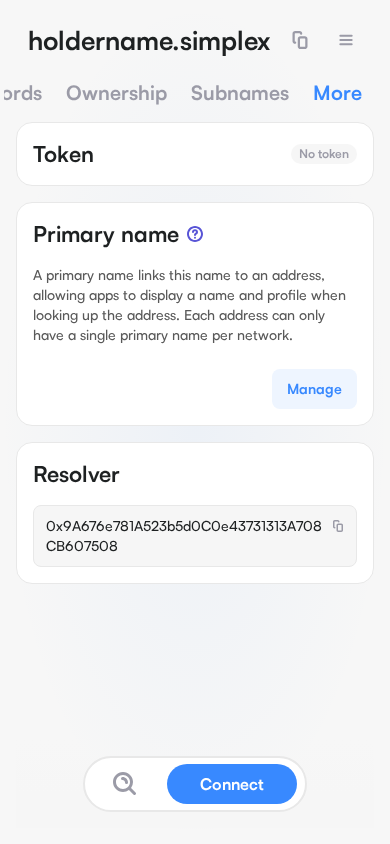 holdername.simplex
ords Ownership Subnames More
Token
No token
Primary name
A primary name links this name to an address,
allowing apps to display a name and profile when
looking up the address. Each address can only
have a single primary name per network.
Manage
Resolver
0x9A676e781A523b5d0C0e43731313A708
CB607508
Connect